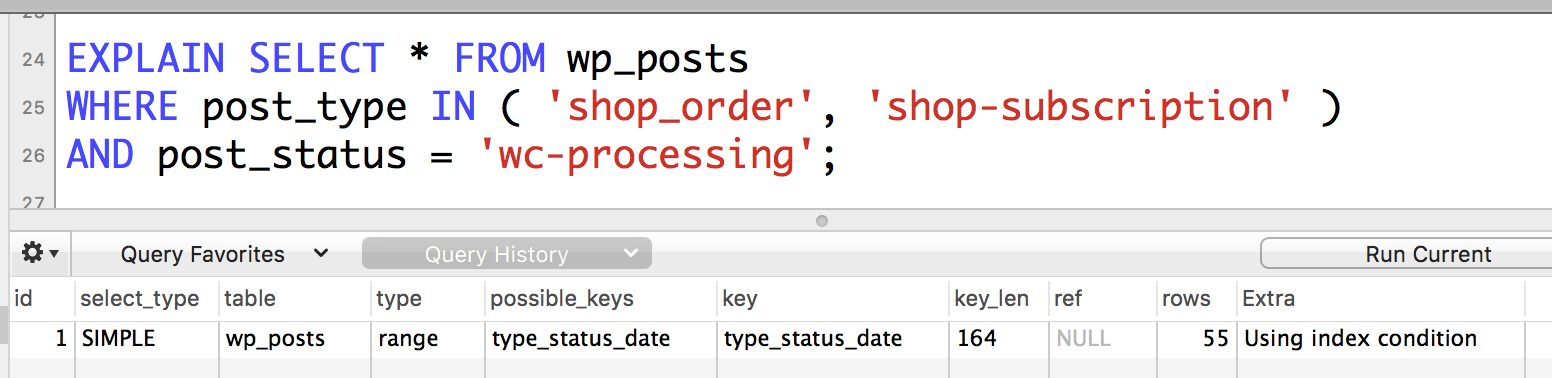 23
24 EXPLAIN SELECT * FROM wp_posts
25 WHERE post_type IN ( 'shop_order', 'shop-subscription' )
26 AND post_status = 'wc-processing';
27
Query Favorites Query History Run Current
id select_type table type possible_keys key key_len ref rows Extra
1 SIMPLE wp_posts range type_status_date type_status_date 164 NULL 55 Using index condition